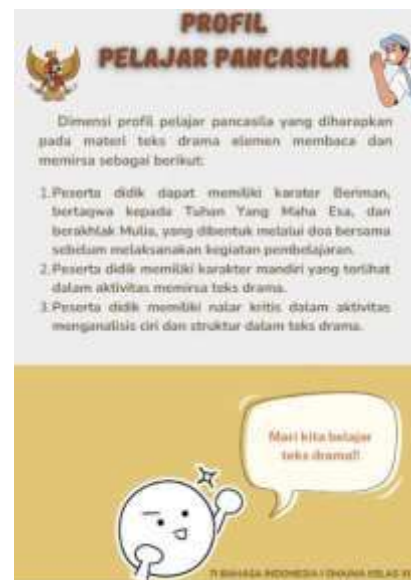 PROFIL
PELAJAR PANCASILA
Dimensi profil pelajar pancasila yang diharapkan
pada materi teks drama elemen membaca dan
memirsa sebagai berikut:
1. Peserta didik dapat memiliki karater Beriman,
bertaqwa kepada Tuhan Yang Maha Esa, dan
berakhlak Mulia, yang dibentuk melalui doa bersama
sebelum melaksanakan kegiatan pembelajaran.
2. Peserta didik memiliki karakter mandiri yang terlihat
dalam aktivitas memirsa teks drama.
3. Peserta didik memiliki nalar kritis dalam aktivitas
menganalisis ciri dan struktur dalam teks drama.
Mari kita belajar
teks drama!!
BAHASA INDONESIA | DRAMA KELAS